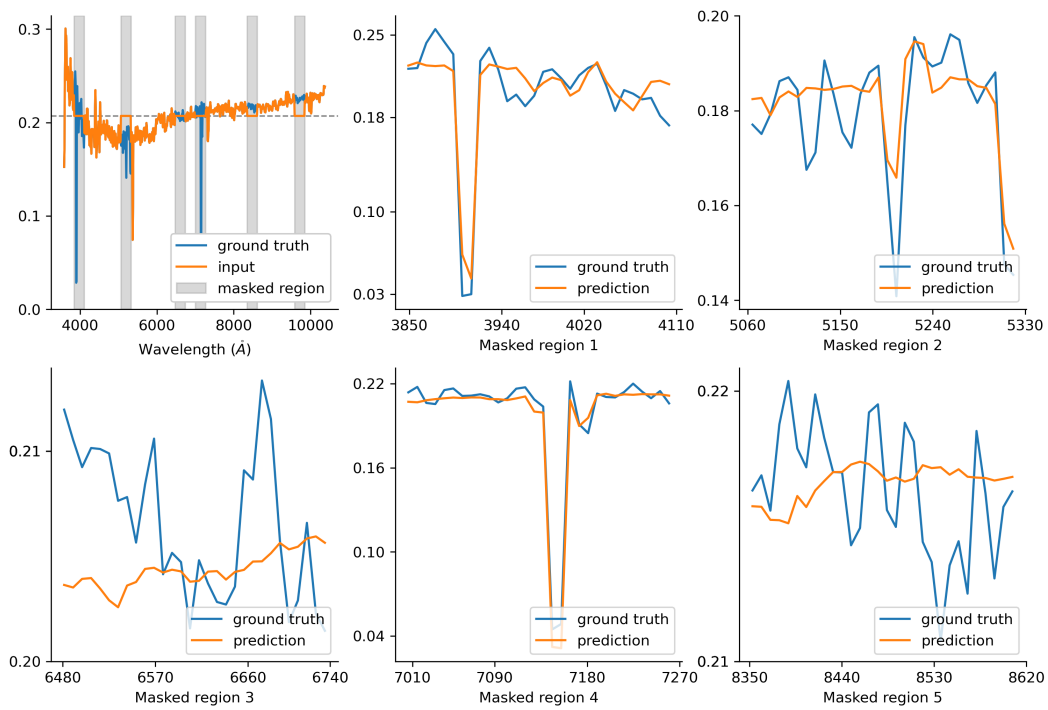 0.3
0.2
0.1
0.0
4000 6000 8000 10000
Wavelength (Å)
ground truth
input
masked region
0.25
0.18
0.10
0.03
3850 3940 4020 4110
Masked region 1
ground truth
prediction
0.20
0.18
0.16
0.14
5060 5150 5240 5330
Masked region 2
ground truth
prediction
0.21
0.20
6480 6570 6660 6740
Masked region 3
ground truth
prediction
0.22
0.16
0.10
0.04
7010 7090 7180 7270
Masked region 4
ground truth
prediction
0.22
0.21
8350 8440 8530 8620
Masked region 5
ground truth
prediction